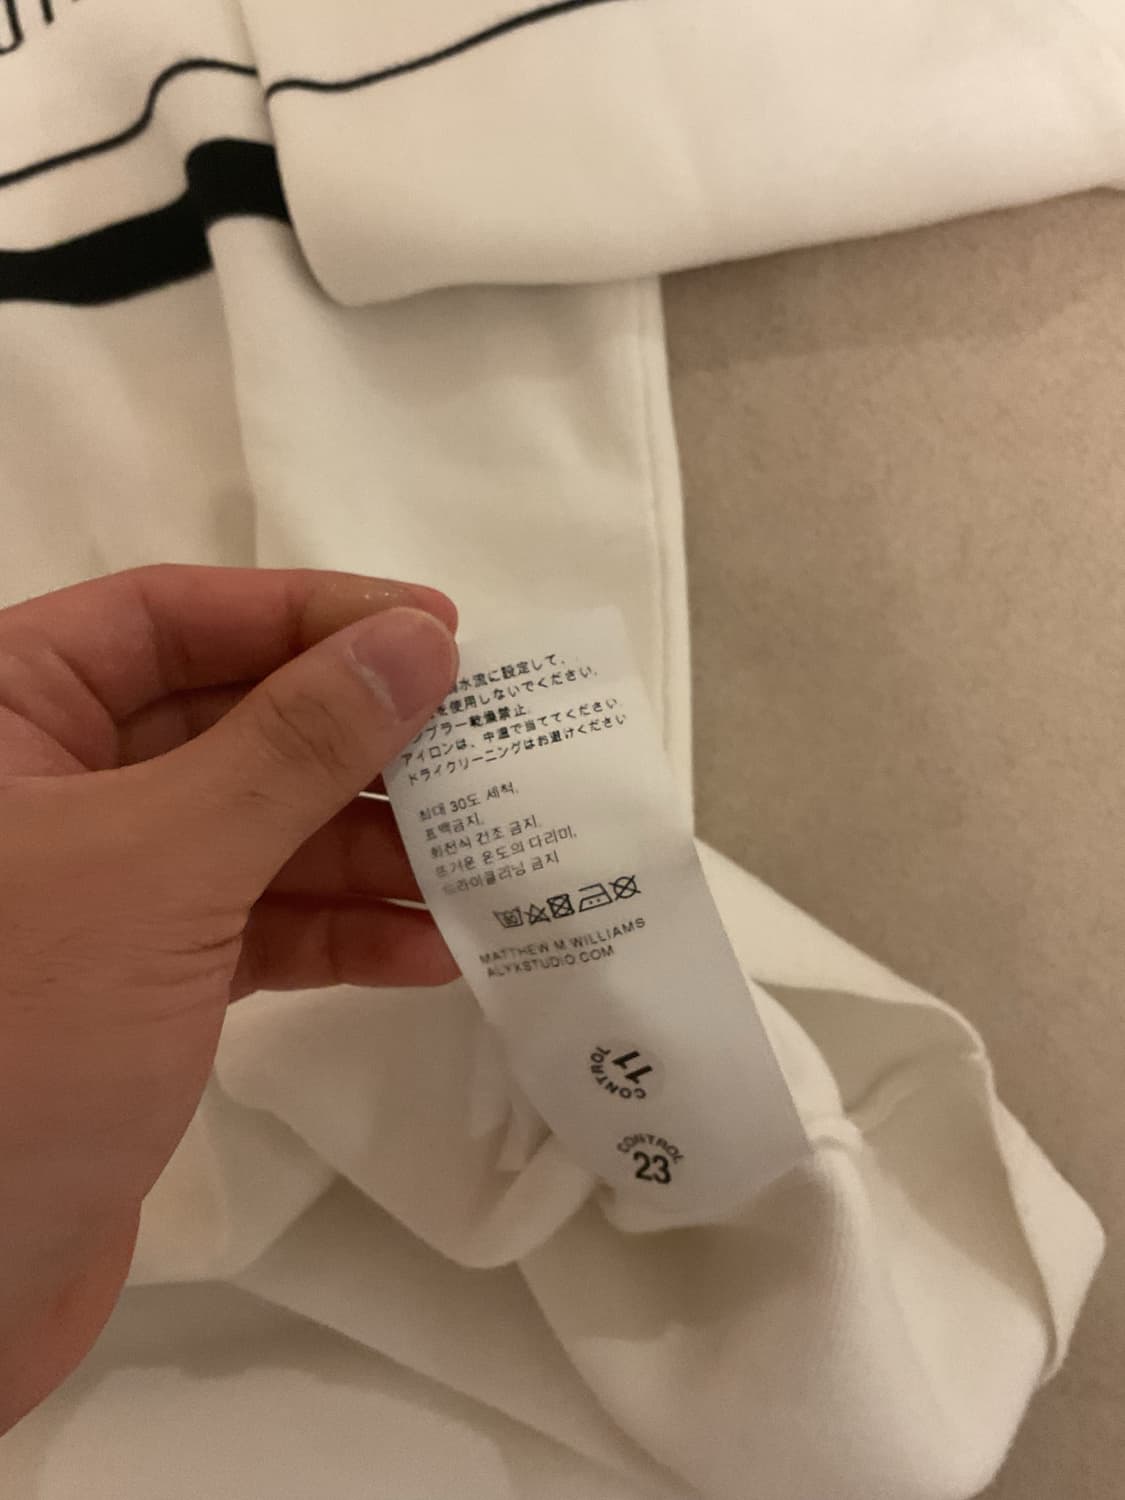 水流に設定して、
を使用しないでください。
ンブラー乾燥禁止
アイロンは、中温で当ててください
ドライクリーニングはお避けください
최대 30도 세척,
표백금지,
회전식 건조 금지,
뜨거운 온도의 다리미,
드라이클리닝 금지
MATTHEW M WILLIAMS
ALYXSTUDIO.COM
CONTROL
11
CONTROL
23